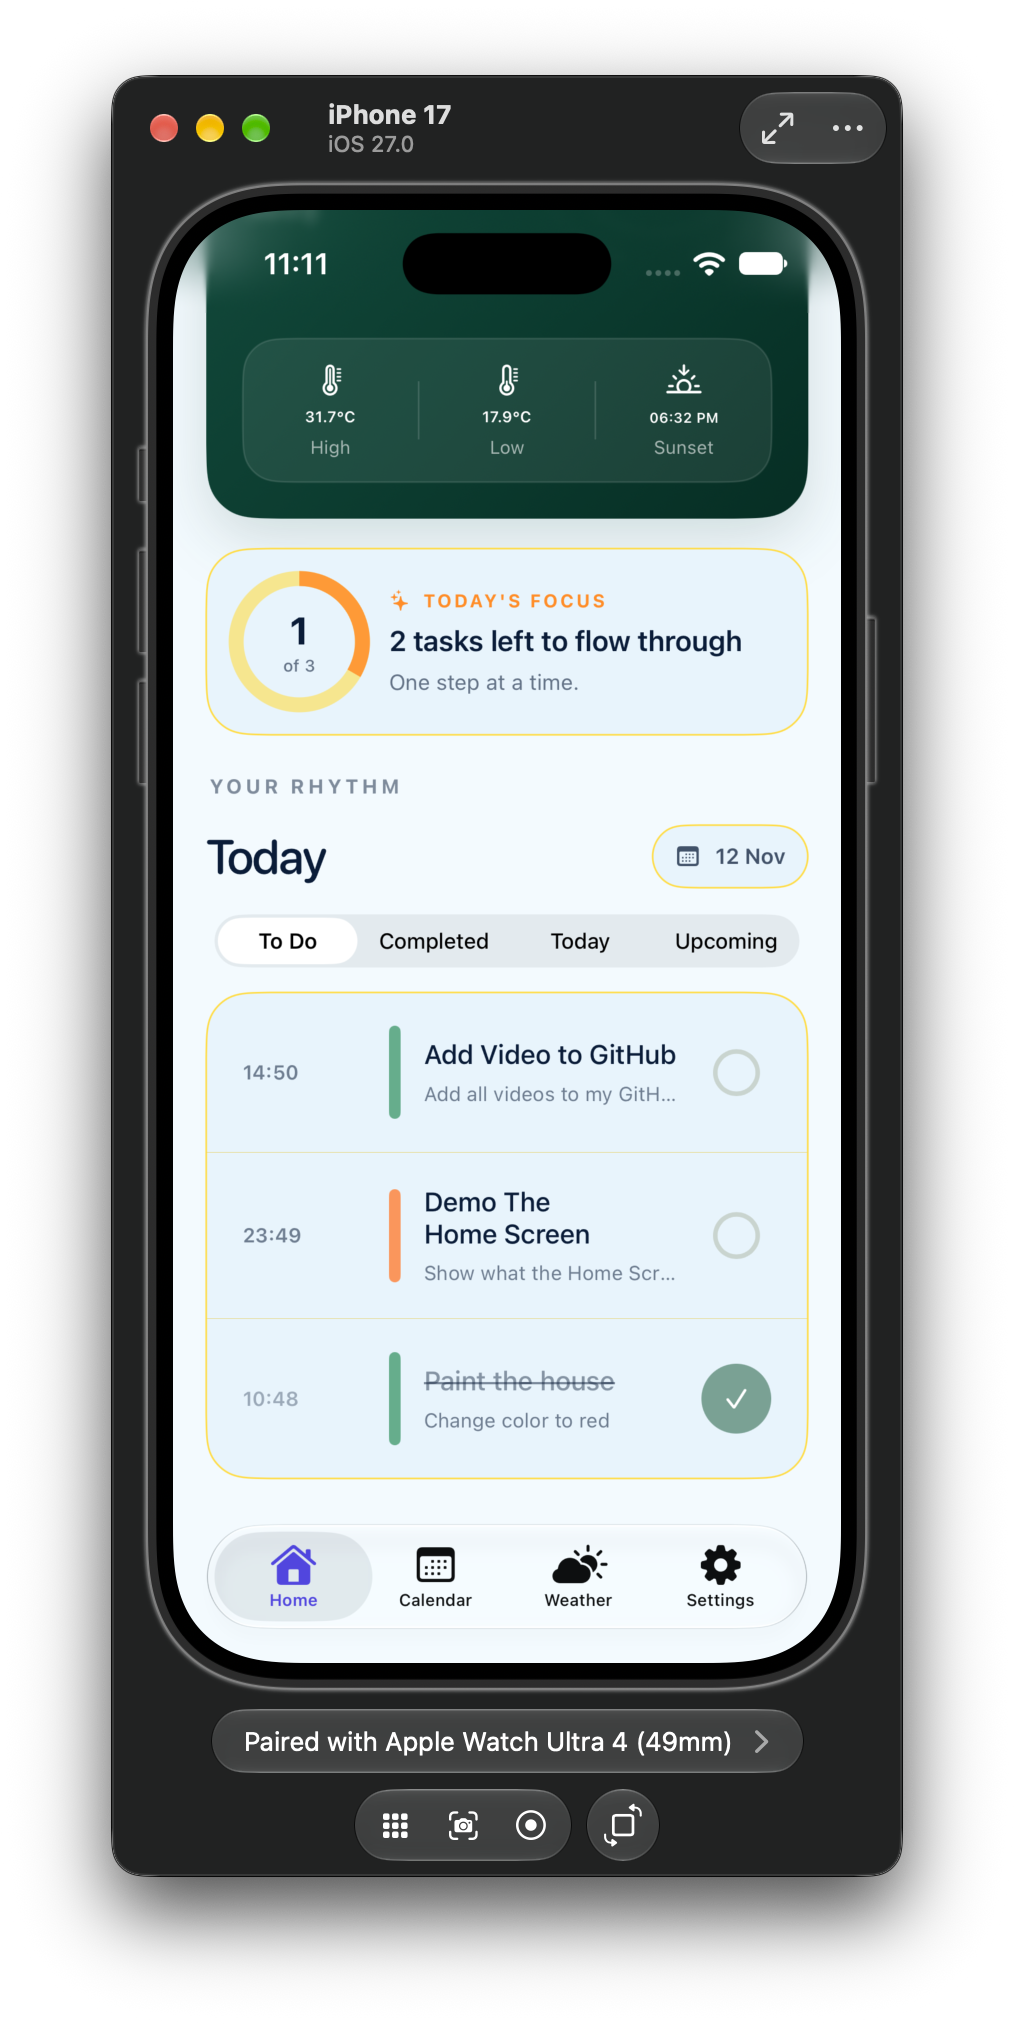 iPhone 17
iOS 27.0
11:11
31.7°C
High
17.9°C
Low
06:32 PM
Sunset
1
of 3
TODAY'S FOCUS
2 tasks left to flow through
One step at a time.
YOUR RHYTHM
Today
12 Nov
To Do
Completed
Today
Upcoming
14:50
Add Video to GitHub
Add all videos to my GitH...
23:49
Demo The
Home Screen
Show what the Home Scr...
10:48
Paint the house
Change color to red
Home
Calendar
Weather
Settings
Paired with Apple Watch Ultra 4 (49mm)